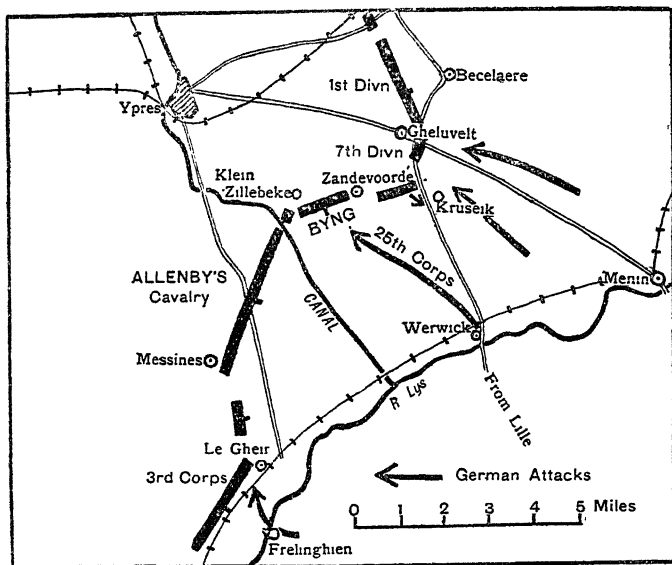 Becelaere
1st Divn
Ypres
Gheluvelt
7th Divn
Klein
Zillebeke
Zandevoorde
BYNG
Kruseik
25th Corps
ALLENBY'S
Cavalry
CANAL
Menin
Werwick
Messines
R Lys
From Lille
Le Gheir
3rd Corps
German Attacks
0 1 2 3 4 5 Miles
Frelinghien